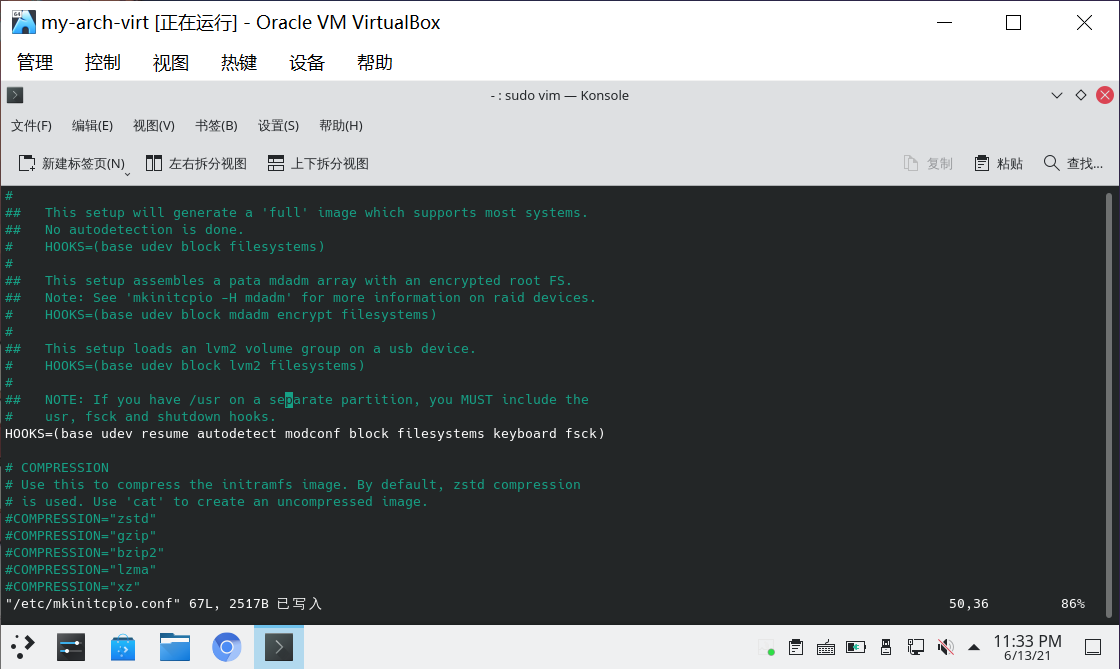 my-arch-virt [正在运行] - Oracle VM VirtualBox
管理 控制 视图 热键 设备 帮助
- : sudo vim — Konsole
文件(F) 编辑(E) 视图(V) 书签(B) 设置(S) 帮助(H)
新建标签页(N) 左右拆分视图 上下拆分视图 复制 粘贴 查找...
#
##   This setup will generate a 'full' image which supports most systems.
##   No autodetection is done.
#    HOOKS=(base udev block filesystems)
#
##   This setup assembles a pata mdadm array with an encrypted root FS.
##   Note: See 'mkinitcpio -H mdadm' for more information on raid devices.
#    HOOKS=(base udev block mdadm encrypt filesystems)
#
##   This setup loads an lvm2 volume group on a usb device.
#    HOOKS=(base udev block lvm2 filesystems)
#
##   NOTE: If you have /usr on a separate partition, you MUST include the
#    usr, fsck and shutdown hooks.
HOOKS=(base udev resume autodetect modconf block filesystems keyboard fsck)
# COMPRESSION
# Use this to compress the initramfs image. By default, zstd compression
# is used. Use 'cat' to create an uncompressed image.
#COMPRESSION="zstd"
#COMPRESSION="gzip"
#COMPRESSION="bzip2"
#COMPRESSION="lzma"
#COMPRESSION="xz"
"/etc/mkinitcpio.conf" 67L, 2517B 已写入 50,36 86%
11:33 PM
6/13/21